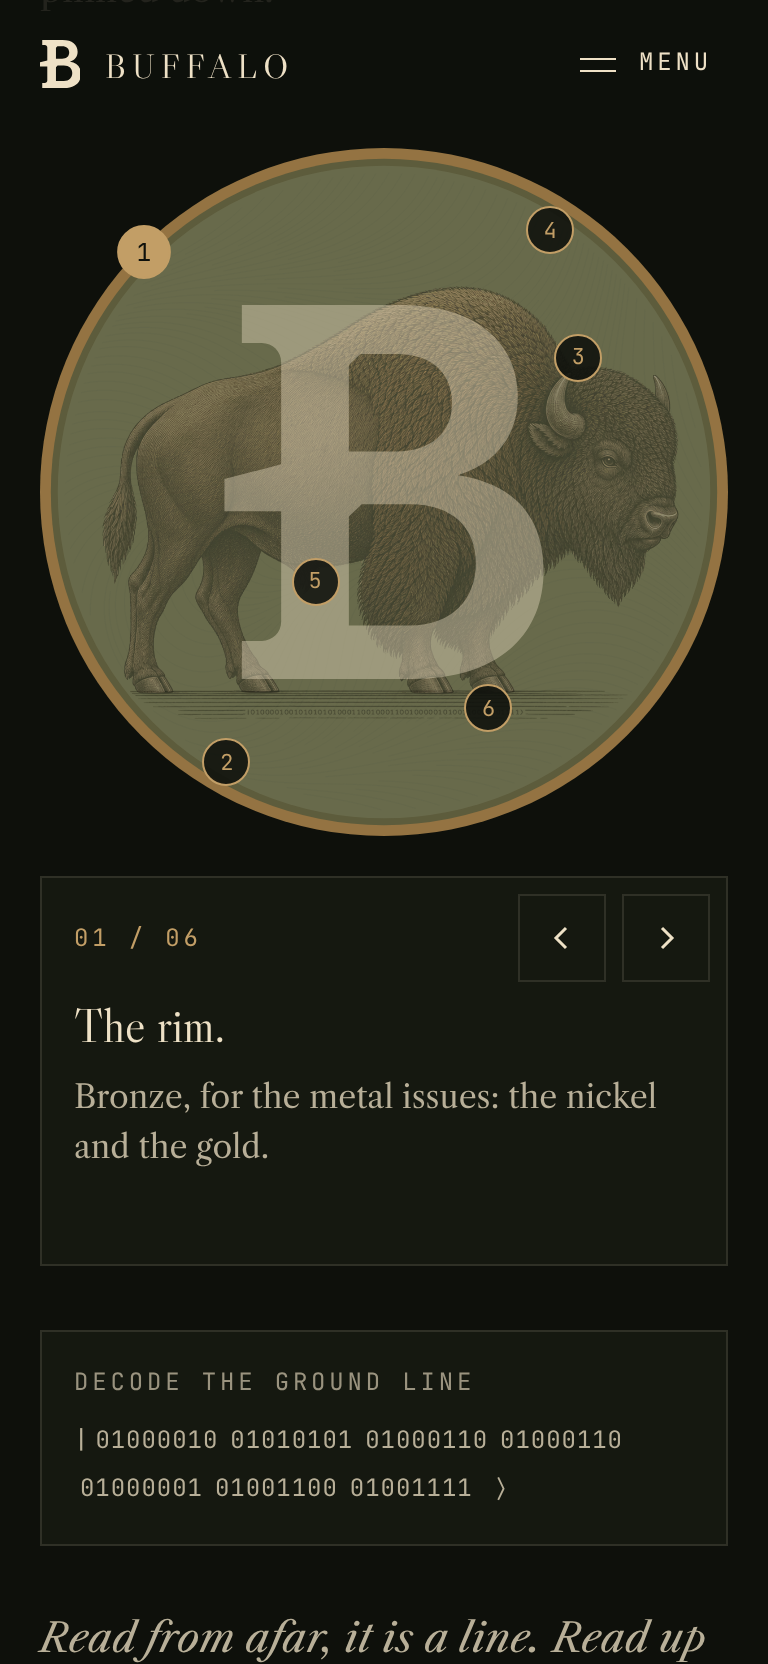 BUFFALO
MENU
1
4
3
B
5
6
2
01 / 06
The rim.
Bronze, for the metal issues: the nickel
and the gold.
DECODE THE GROUND LINE
| 01000010 01010101 01000110 01000110
01000001 01001100 01001111 〉
Read from afar, it is a line. Read up